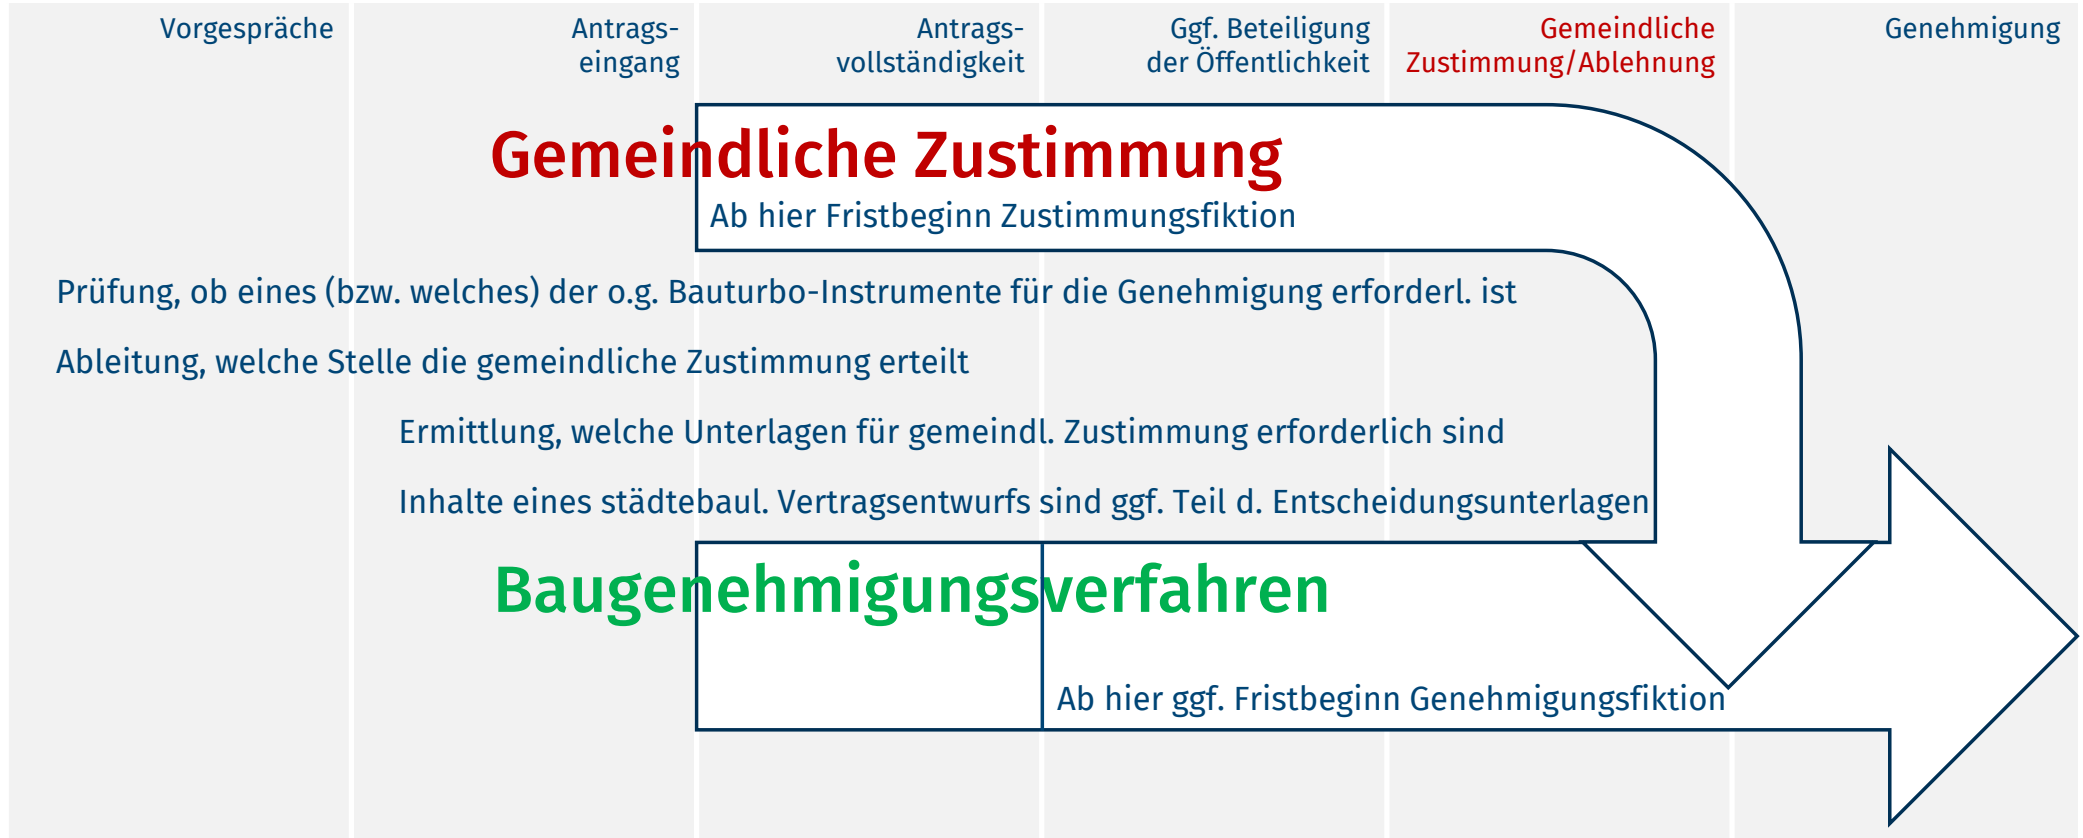 Vorgespräche
Antrags-
eingang
Antrags-
vollständigkeit
Ggf. Beteiligung
der Öffentlichkeit
Gemeindliche
Zustimmung/Ablehnung
Genehmigung
Gemeindliche Zustimmung
Ab hier Fristbeginn Zustimmungsfiktion
Prüfung, ob eines (bzw. welches) der o.g. Bauturbo-Instrumente für die Genehmigung erforderl. ist
Ableitung, welche Stelle die gemeindliche Zustimmung erteilt
Ermittlung, welche Unterlagen für gemeindl. Zustimmung erforderlich sind
Inhalte eines städtebaul. Vertragsentwurfs sind ggf. Teil d. Entscheidungsunterlagen
Baugenehmigungsverfahren
Ab hier ggf. Fristbeginn Genehmigungsfiktion